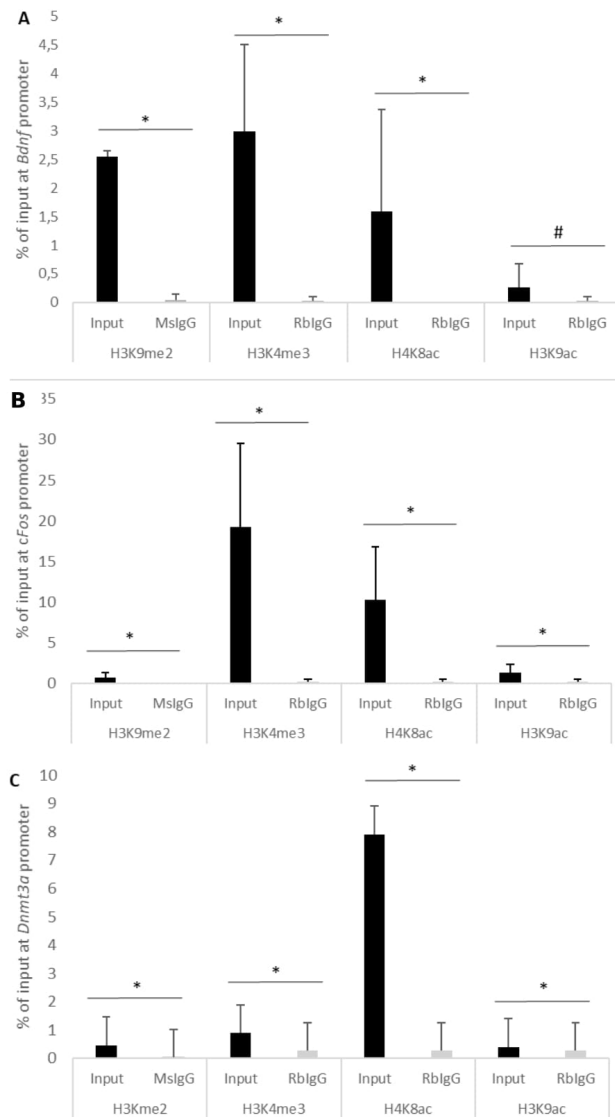 A
% of input at Bdnf promoter
5
4,5
4
3,5
3
2,5
2
1,5
1
0,5
0
* * * #
Input MsIgG Input RbIgG Input RbIgG Input RbIgG
H3K9me2 H3K4me3 H4K8ac H3K9ac
B
% of input at cFos promoter
35
30
25
20
15
10
5
0
* * * *
Input MsIgG Input RbIgG Input RbIgG Input RbIgG
H3K9me2 H3K4me3 H4K8ac H3K9ac
C
% of input at Dnmt3a promoter
10
9
8
7
6
5
4
3
2
1
0
* * * *
Input MsIgG Input RbIgG Input RbIgG Input RbIgG
H3Kme2 H3K4me3 H4K8ac H3K9ac